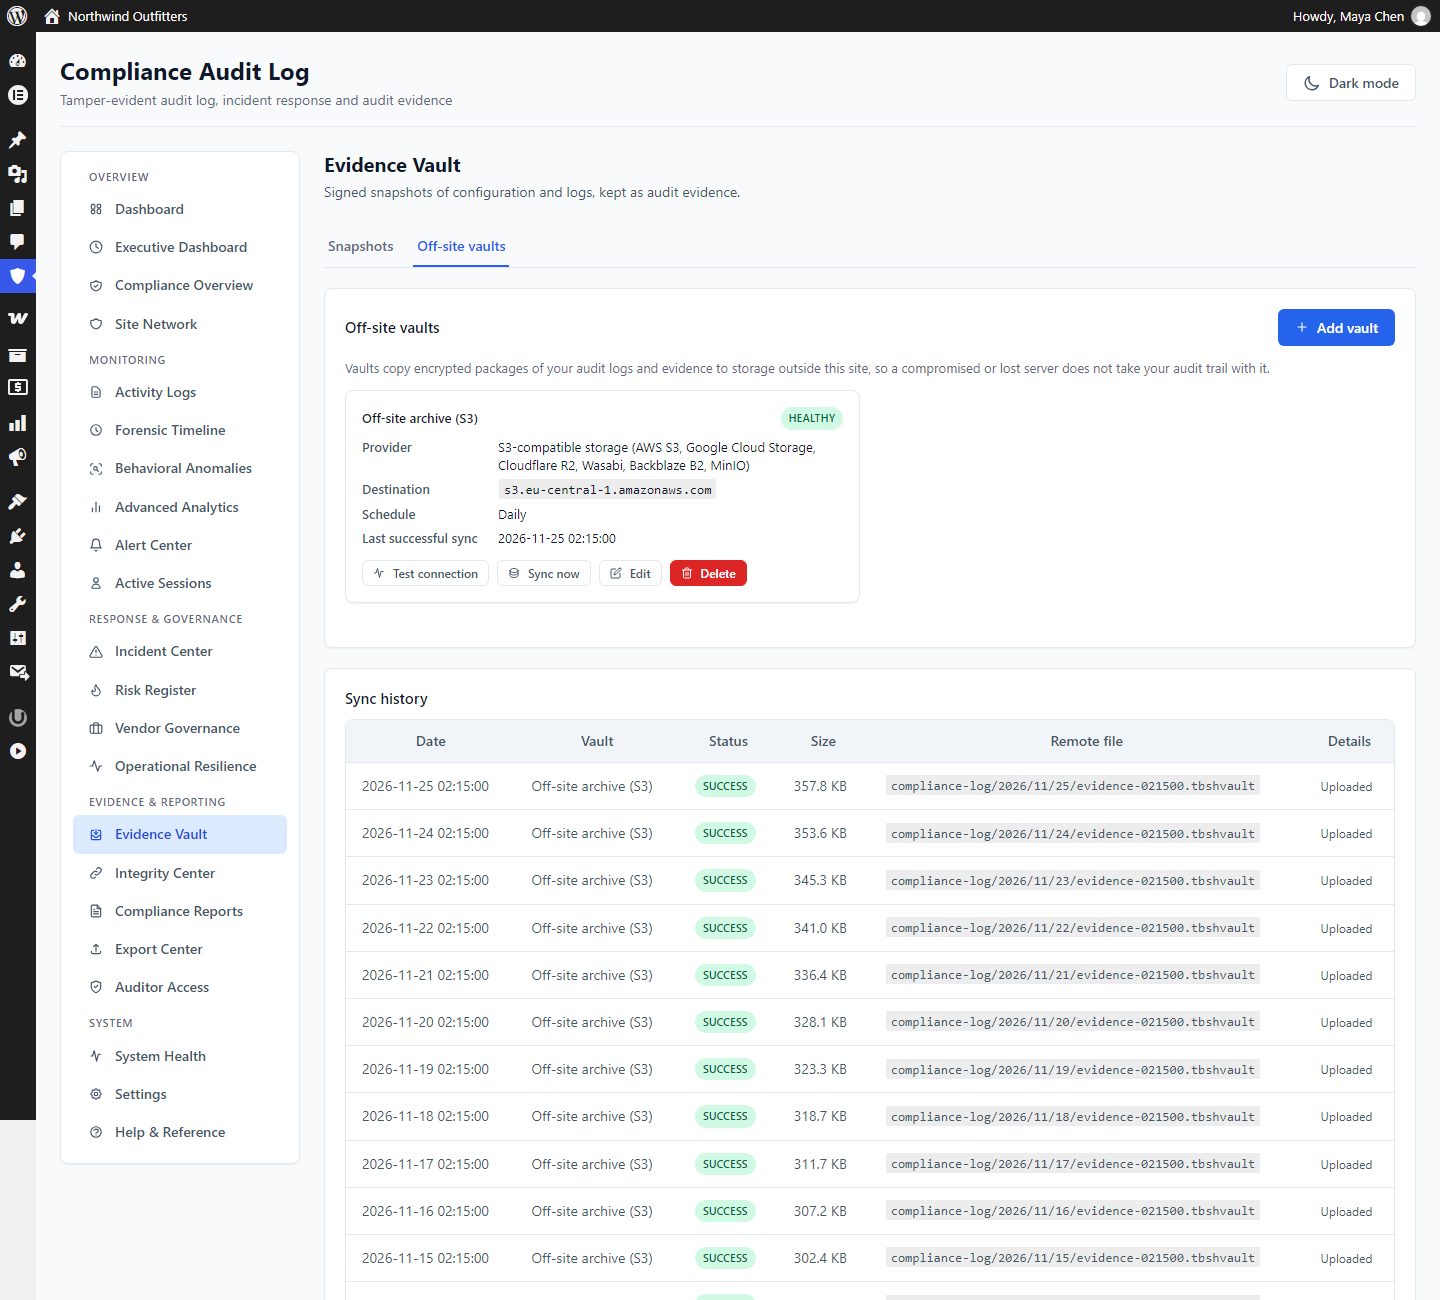 Northwind Outfitters
Howdy, Maya Chen
Compliance Audit Log
Tamper-evident audit log, incident response and audit evidence
Dark mode
OVERVIEW
Dashboard
Executive Dashboard
Compliance Overview
Site Network
MONITORING
Activity Logs
Forensic Timeline
Behavioral Anomalies
Advanced Analytics
Alert Center
Active Sessions
RESPONSE & GOVERNANCE
Incident Center
Risk Register
Vendor Governance
Operational Resilience
EVIDENCE & REPORTING
Evidence Vault
Integrity Center
Compliance Reports
Export Center
Auditor Access
SYSTEM
System Health
Settings
Help & Reference
Evidence Vault
Signed snapshots of configuration and logs, kept as audit evidence.
Snapshots Off-site vaults
Off-site vaults
Add vault
Vaults copy encrypted packages of your audit logs and evidence to storage outside this site, so a compromised or lost server does not take your audit trail with it.
Off-site archive (S3) HEALTHY
Provider S3-compatible storage (AWS S3, Google Cloud Storage,
Cloudflare R2, Wasabi, Backblaze B2, MinIO)
Destination s3.eu-central-1.amazonaws.com
Schedule Daily
Last successful sync 2026-11-25 02:15:00
Test connection Sync now Edit Delete
Sync history
Date Vault Status Size Remote file Details
2026-11-25 02:15:00 Off-site archive (S3) SUCCESS 357.8 KB compliance-log/2026/11/25/evidence-021500.tbshvault Uploaded
2026-11-24 02:15:00 Off-site archive (S3) SUCCESS 353.6 KB compliance-log/2026/11/24/evidence-021500.tbshvault Uploaded
2026-11-23 02:15:00 Off-site archive (S3) SUCCESS 345.3 KB compliance-log/2026/11/23/evidence-021500.tbshvault Uploaded
2026-11-22 02:15:00 Off-site archive (S3) SUCCESS 341.0 KB compliance-log/2026/11/22/evidence-021500.tbshvault Uploaded
2026-11-21 02:15:00 Off-site archive (S3) SUCCESS 336.4 KB compliance-log/2026/11/21/evidence-021500.tbshvault Uploaded
2026-11-20 02:15:00 Off-site archive (S3) SUCCESS 328.1 KB compliance-log/2026/11/20/evidence-021500.tbshvault Uploaded
2026-11-19 02:15:00 Off-site archive (S3) SUCCESS 323.3 KB compliance-log/2026/11/19/evidence-021500.tbshvault Uploaded
2026-11-18 02:15:00 Off-site archive (S3) SUCCESS 318.7 KB compliance-log/2026/11/18/evidence-021500.tbshvault Uploaded
2026-11-17 02:15:00 Off-site archive (S3) SUCCESS 311.7 KB compliance-log/2026/11/17/evidence-021500.tbshvault Uploaded
2026-11-16 02:15:00 Off-site archive (S3) SUCCESS 307.2 KB compliance-log/2026/11/16/evidence-021500.tbshvault Uploaded
2026-11-15 02:15:00 Off-site archive (S3) SUCCESS 302.4 KB compliance-log/2026/11/15/evidence-021500.tbshvault Uploaded